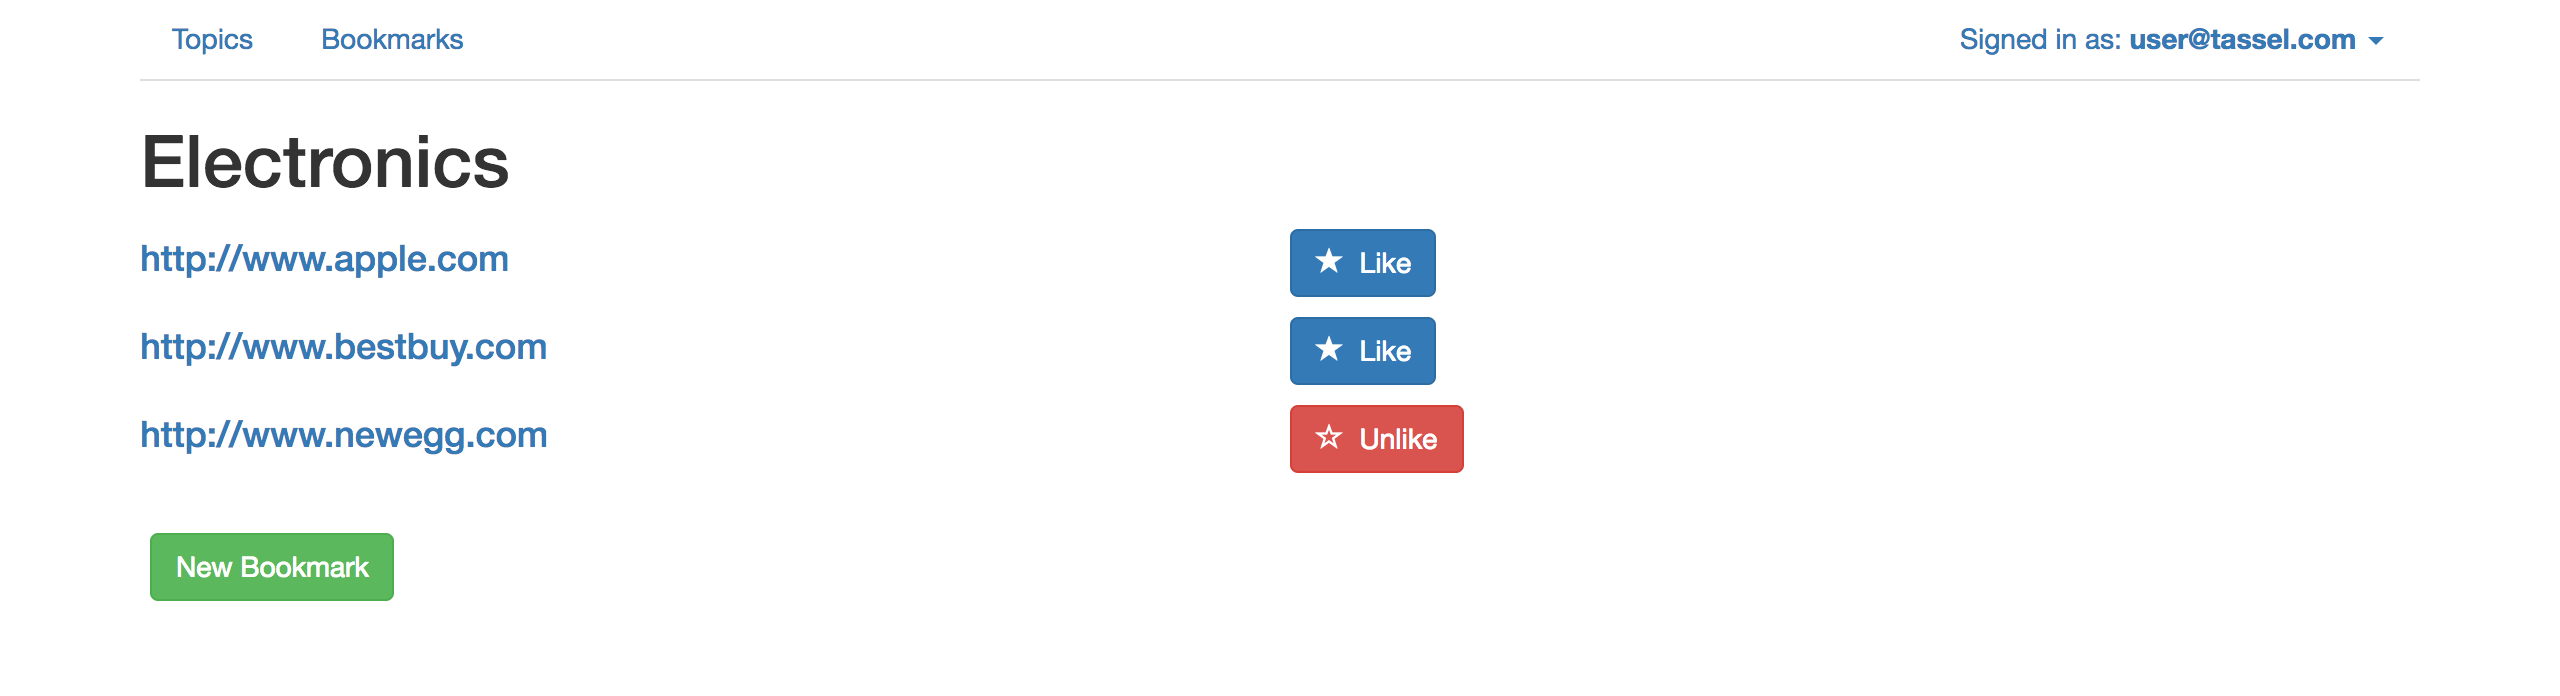 Topics Bookmarks Signed in as: user@tassel.com
Electronics
http://www.apple.com Like
http://www.bestbuy.com Like
http://www.newegg.com Unlike
New Bookmark